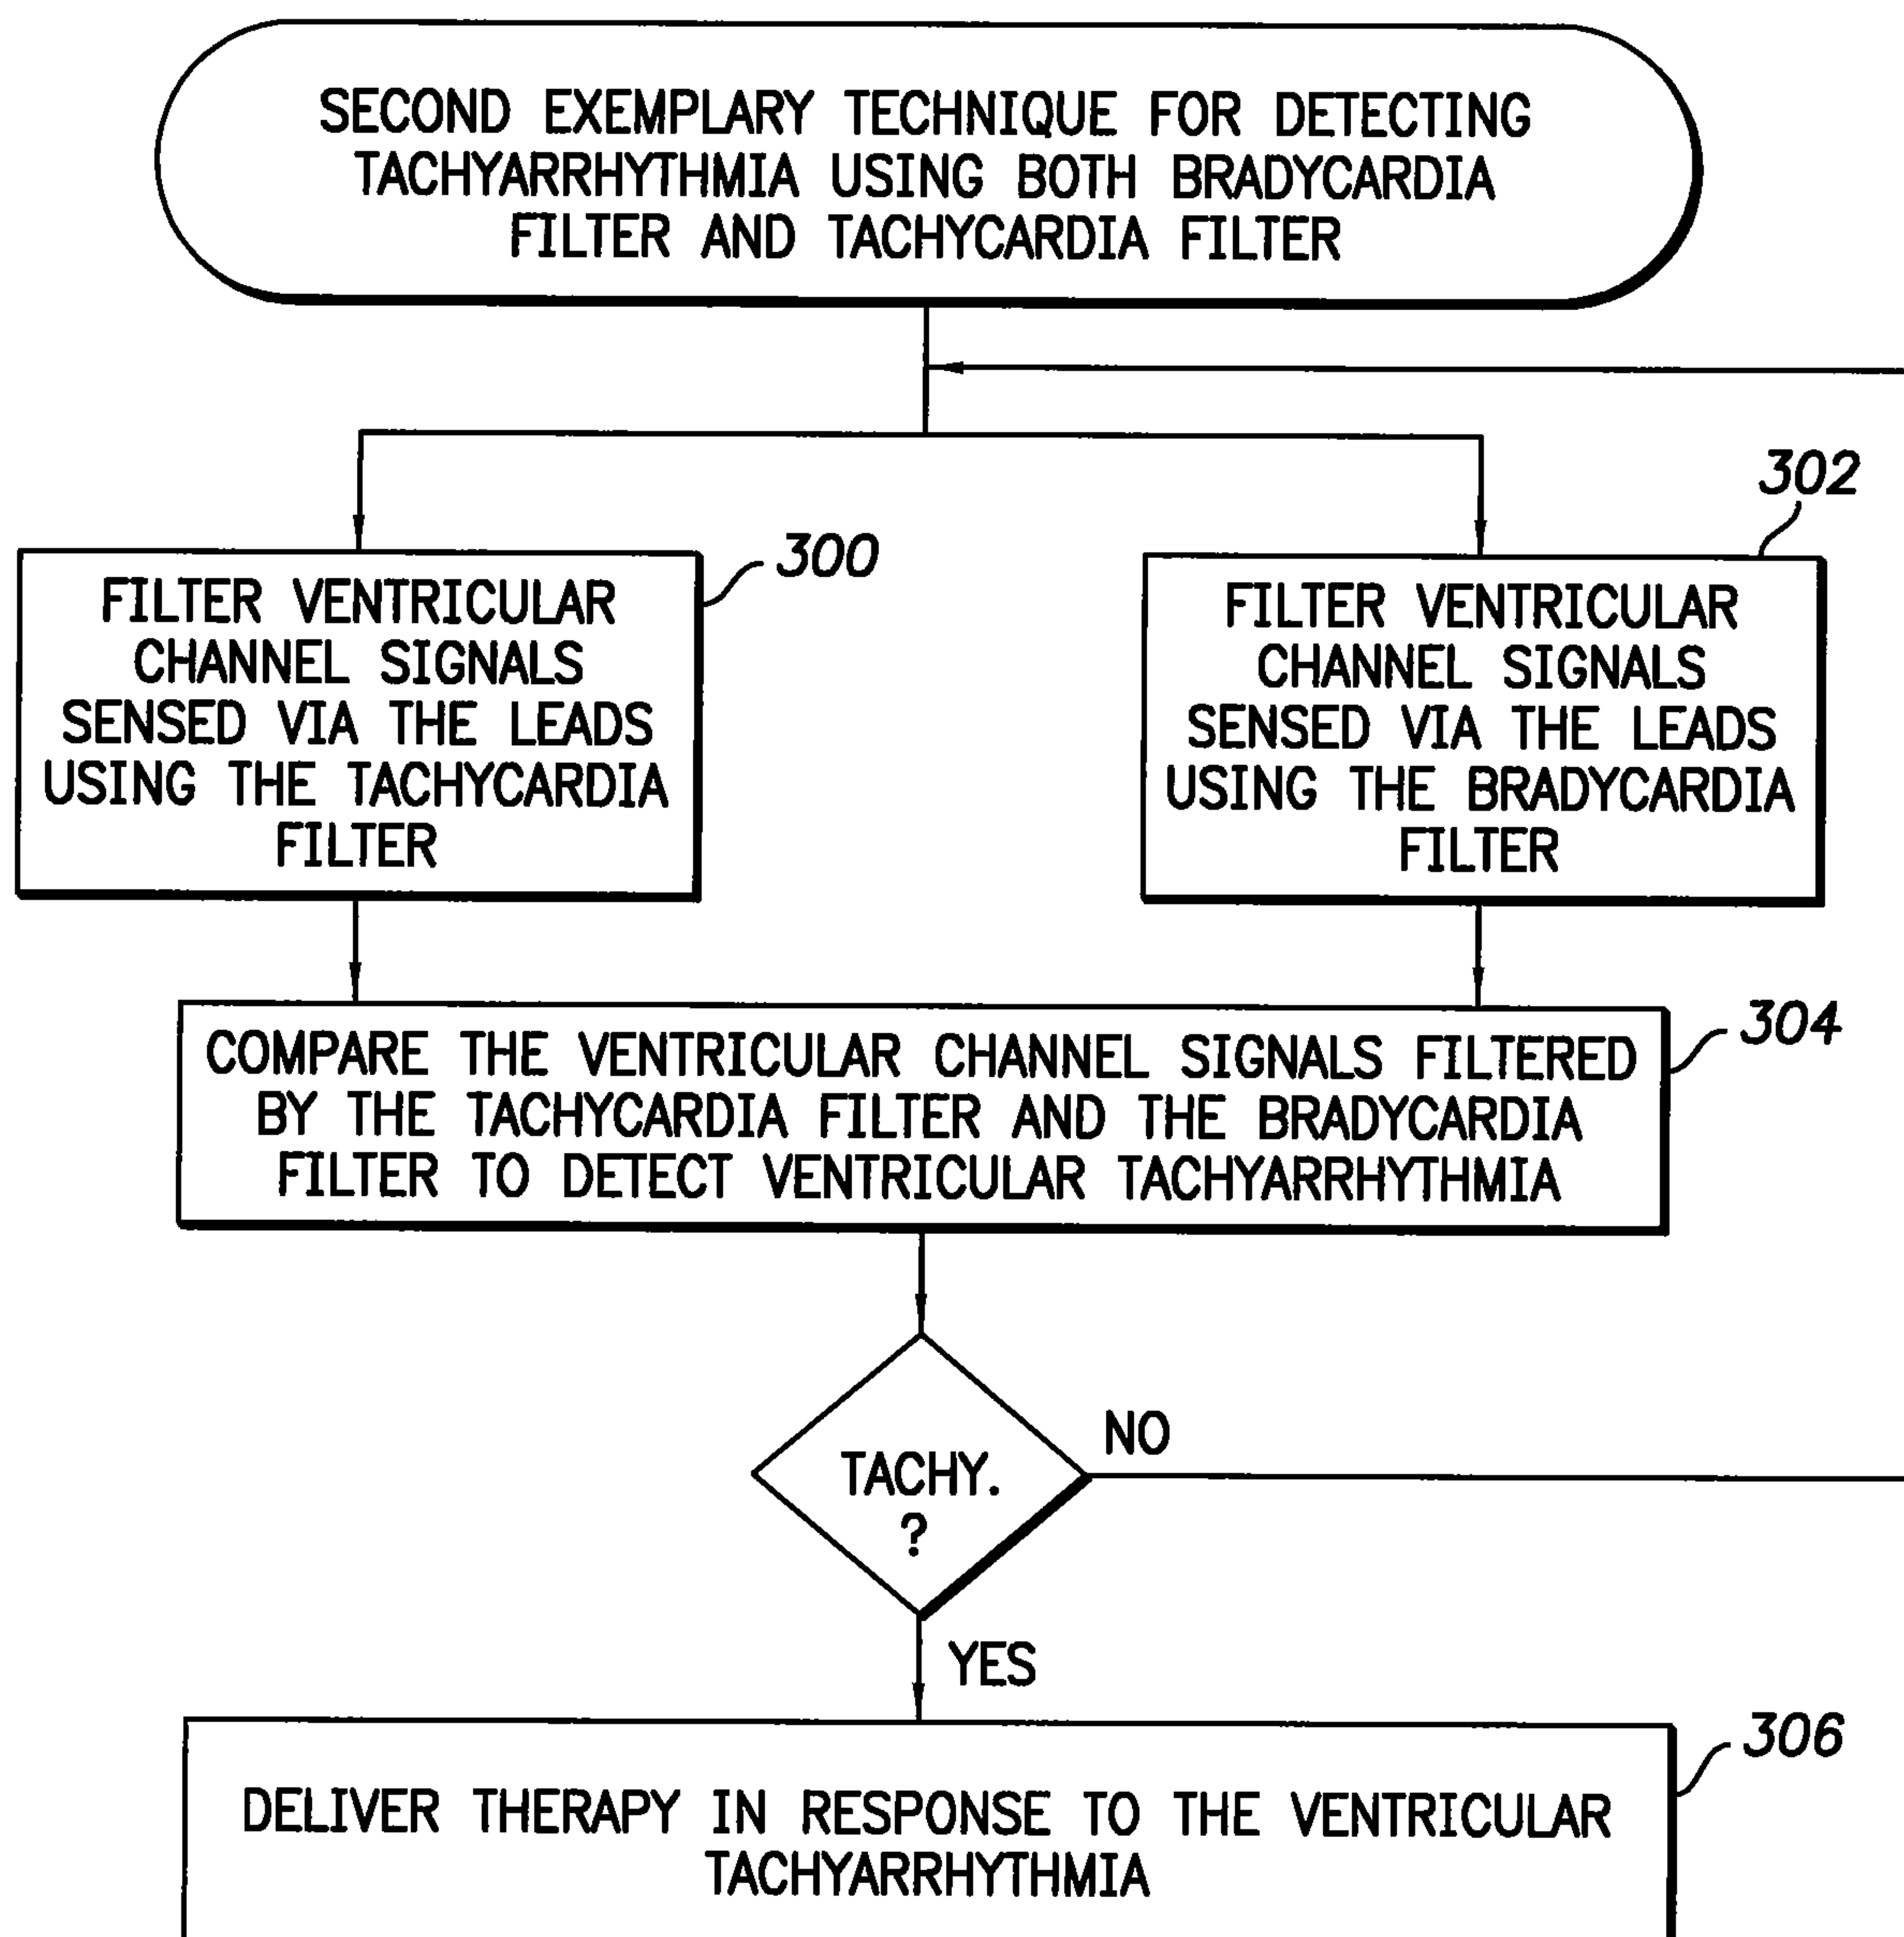 SECOND EXEMPLARY TECHNIQUE FOR DETECTING
TACHYARRHYTHMIA USING BOTH BRADYCARDIA
FILTER AND TACHYCARDIA FILTER
300
FILTER VENTRICULAR
CHANNEL SIGNALS
SENSED VIA THE LEADS
USING THE TACHYCARDIA
FILTER
302
FILTER VENTRICULAR
CHANNEL SIGNALS
SENSED VIA THE LEADS
USING THE BRADYCARDIA
FILTER
304
COMPARE THE VENTRICULAR CHANNEL SIGNALS FILTERED
BY THE TACHYCARDIA FILTER AND THE BRADYCARDIA
FILTER TO DETECT VENTRICULAR TACHYARRHYTHMIA
TACHY.
?
NO
YES
306
DELIVER THERAPY IN RESPONSE TO THE VENTRICULAR
TACHYARRHYTHMIA